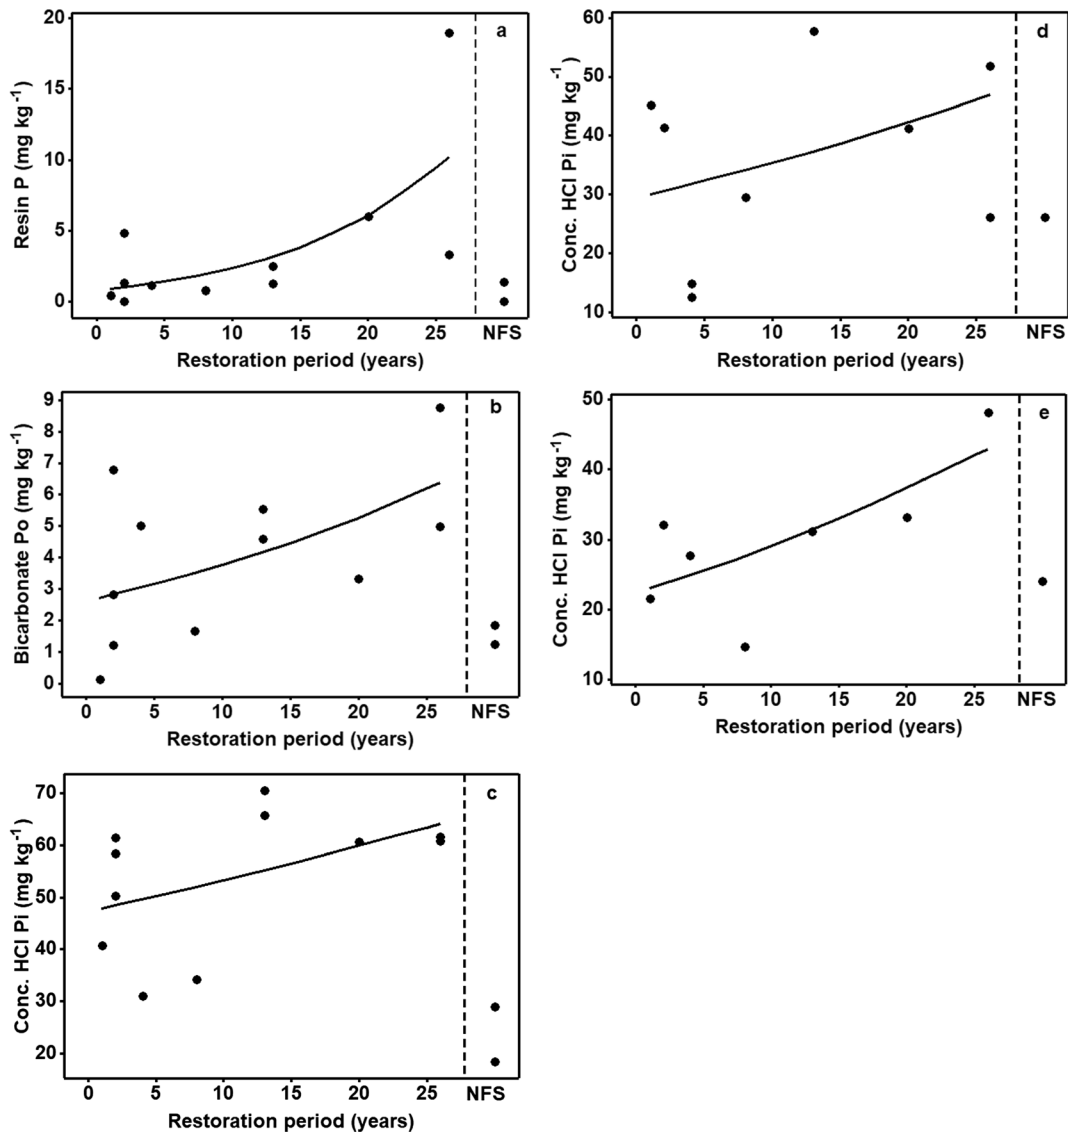 a
Resin P (mg kg-1)
20
15
10
5
0
0 5 10 15 20 25 NFS
Restoration period (years)
d
Conc. HCl Pi (mg kg-1)
60
50
40
30
20
10
0 5 10 15 20 25 NFS
Restoration period (years)
b
Bicarbonate Po (mg kg-1)
9
8
7
6
5
4
3
2
1
0
0 5 10 15 20 25 NFS
Restoration period (years)
e
Conc. HCl Pi (mg kg-1)
50
40
30
20
10
0 5 10 15 20 25 NFS
Restoration period (years)
c
Conc. HCl Pi (mg kg-1)
70
60
50
40
30
20
0 5 10 15 20 25 NFS
Restoration period (years)